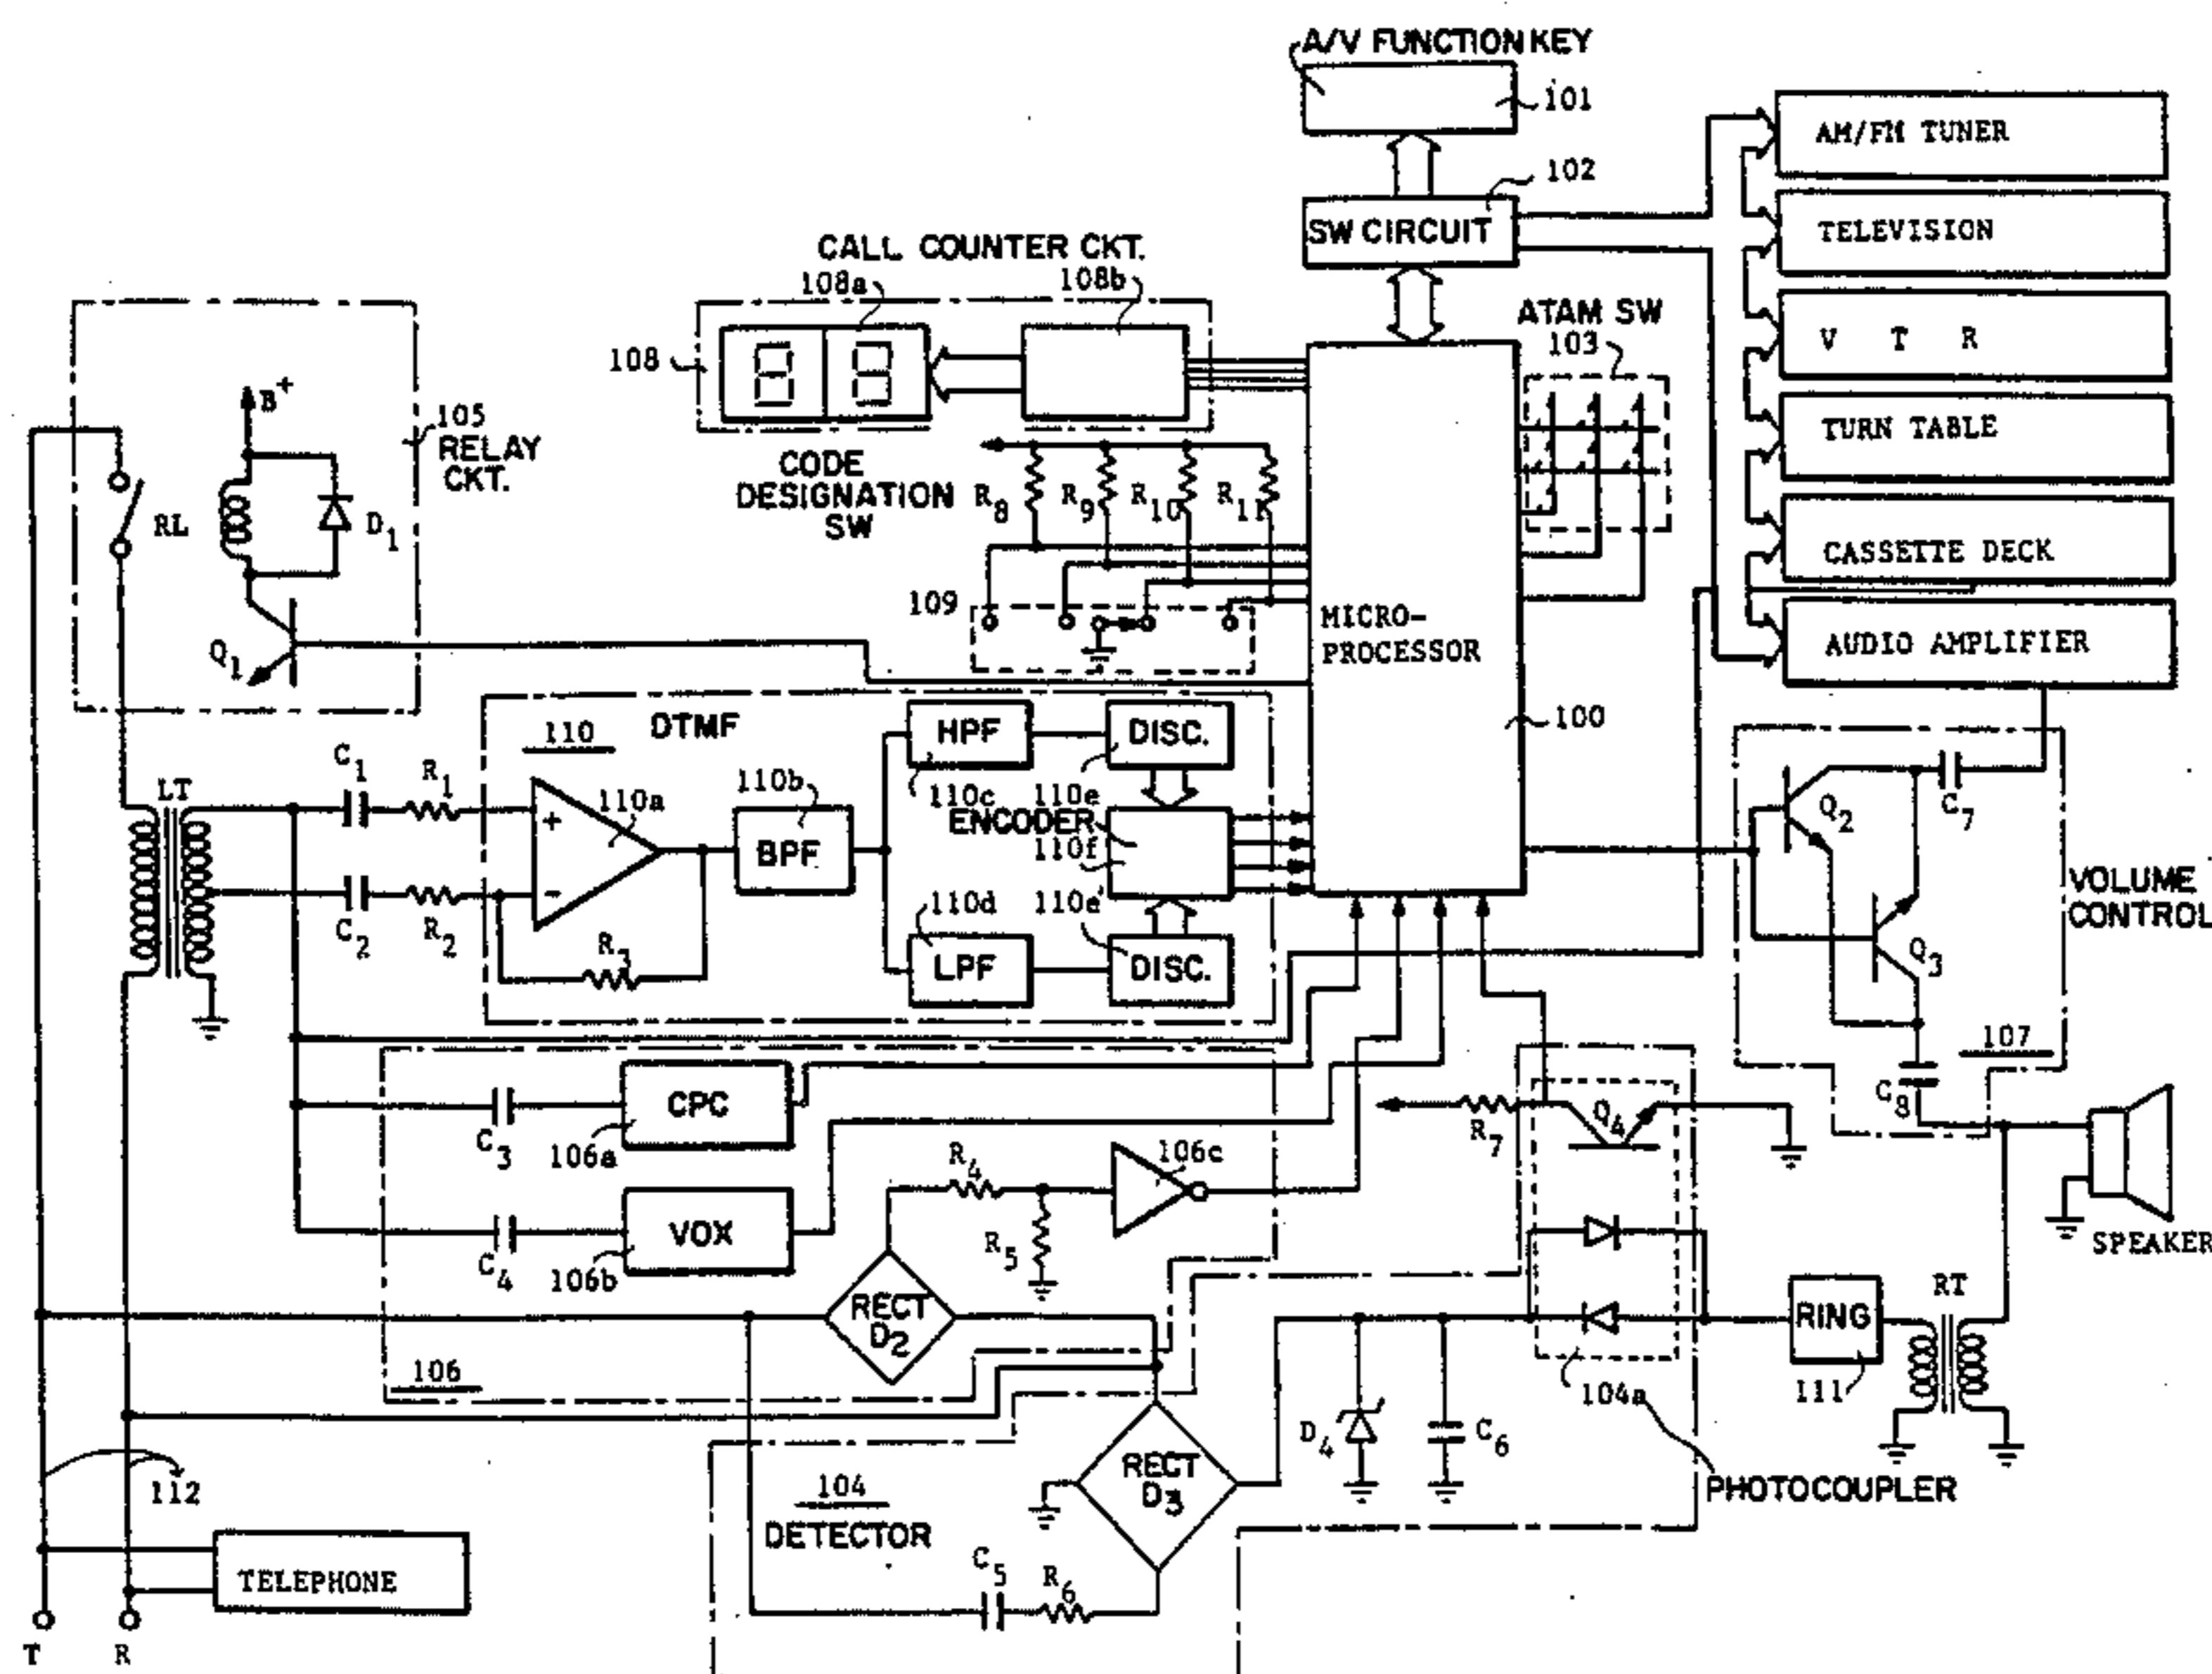 A/V FUNCTION KEY
101
AM/FM TUNER
102
SW CIRCUIT
TELEVISION
CALL COUNTER CKT.
108a
108b
108
ATAM SW
103
V T R
B+
105
RELAY
CKT.
TURN TABLE
CODE
DESIGNATION
SW
R8
R9
R10
R11
RL
D1
CASSETTE DECK
109
MICRO-
PROCESSOR
AUDIO AMPLIFIER
Q1
100
110
DTMF
HPF
DISC.
C1
R1
LT
110a
110b
110c
110e
ENCODER
110f
+
-
BPF
Q2
C7
VOLUME
CONTROL
C2
R2
R3
110d
110e'
LPF
DISC.
Q3
107
CPC
C3
106a
R7
Q4
C8
R4
106c
VOX
C4
106b
R5
SPEAKER
RECT
D2
RING
RT
106
111
104a
D4
C6
RECT
D3
112
104
DETECTOR
PHOTOCOUPLER
TELEPHONE
C5
R6
T
R